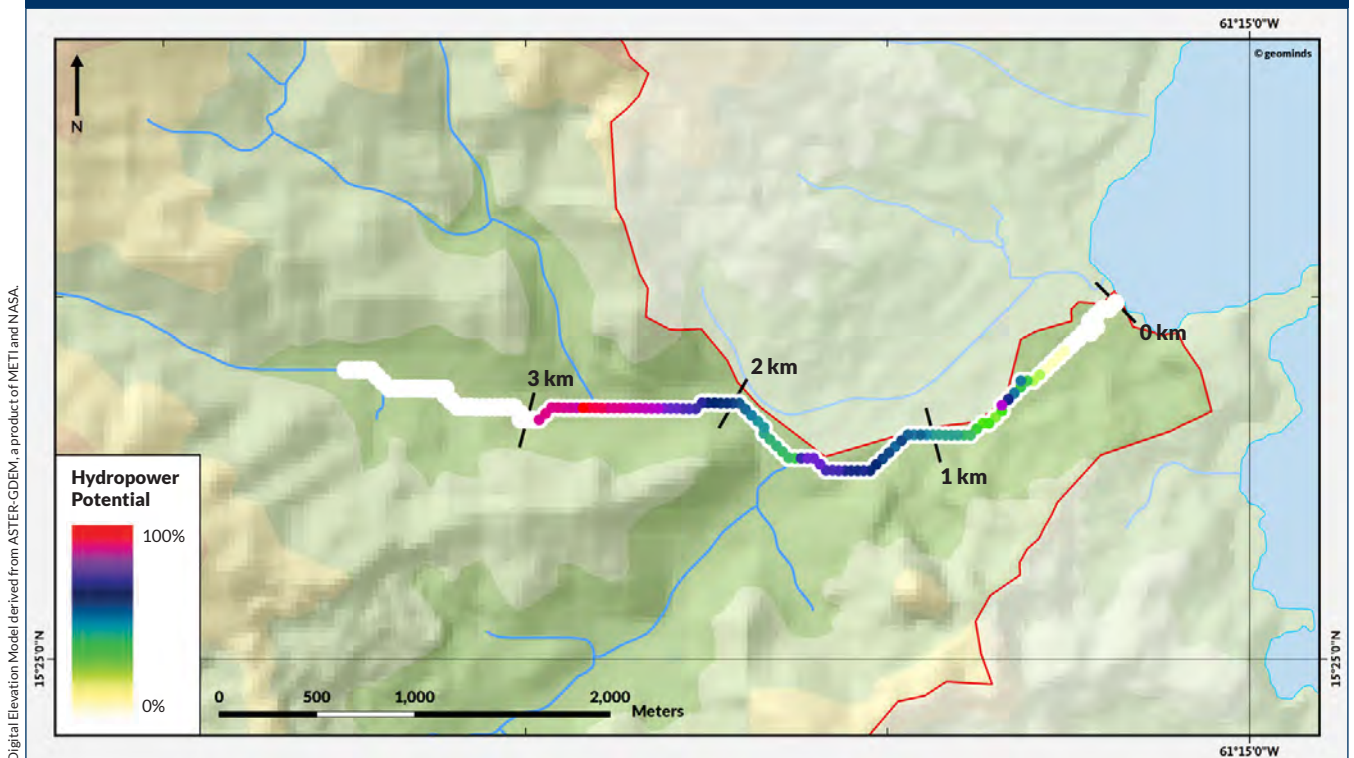 61°15'0"W
© geominds
N
0 km
2 km
3 km
1 km
Hydropower
Potential
100%
0%
0 500 1,000 2,000
Meters
15°25'0"N
15°25'0"N
61°15'0"W
Digital Elevation Model derived from ASTER-GDEM, a product of METI and NASA.